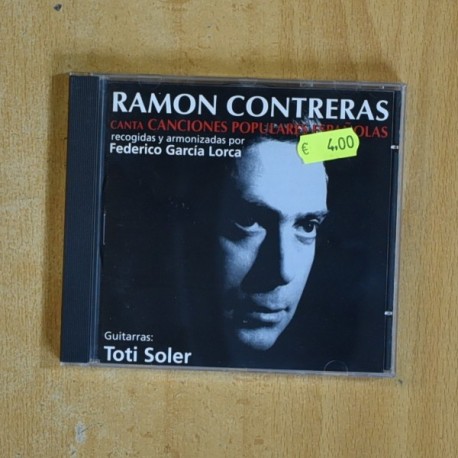 RAMON CONTRERAS
CANTA CANCIONES POPULARES ESPAÑOLAS
recogidas y armonizadas por
Federico García Lorca
€ 4,00
Guitarras:
Toti Soler